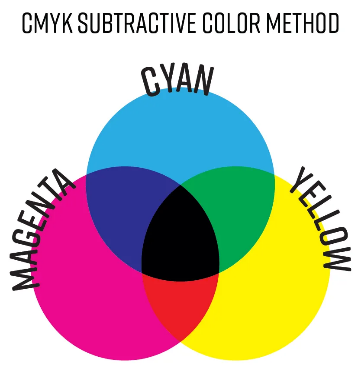 CMYK SUBTRACTIVE COLOR METHOD
CYAN
MAGENTA
YELLOW